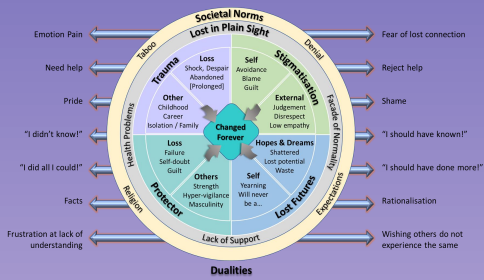 Societal Norms
Lost in Plain Sight
Taboo
Denial
Health Problems
Facade of Normality
Religion
Expectations
Lack of Support
Trauma
Loss
Shock, Despair
Abandoned
[Prolonged]
Other
Childhood
Career
Isolation / Family
Stigmatisation
Self
Avoidance
Blame
Guilt
External
Judgement
Disrespect
Low empathy
Changed
Forever
Protector
Loss
Failure
Self-doubt
Guilt
Others
Strength
Hyper-vigilance
Masculinity
Lost Futures
Hopes & Dreams
Shattered
Lost potential
Waste
Self
Yearning
Will never
be a...
Emotion Pain
Fear of lost connection
Need help
Reject help
Pride
Shame
"I didn't know!"
"I should have known!"
"I did all I could!"
"I should have done more!"
Facts
Rationalisation
Frustration at lack of
understanding
Wishing others do not
experience the same
Dualities